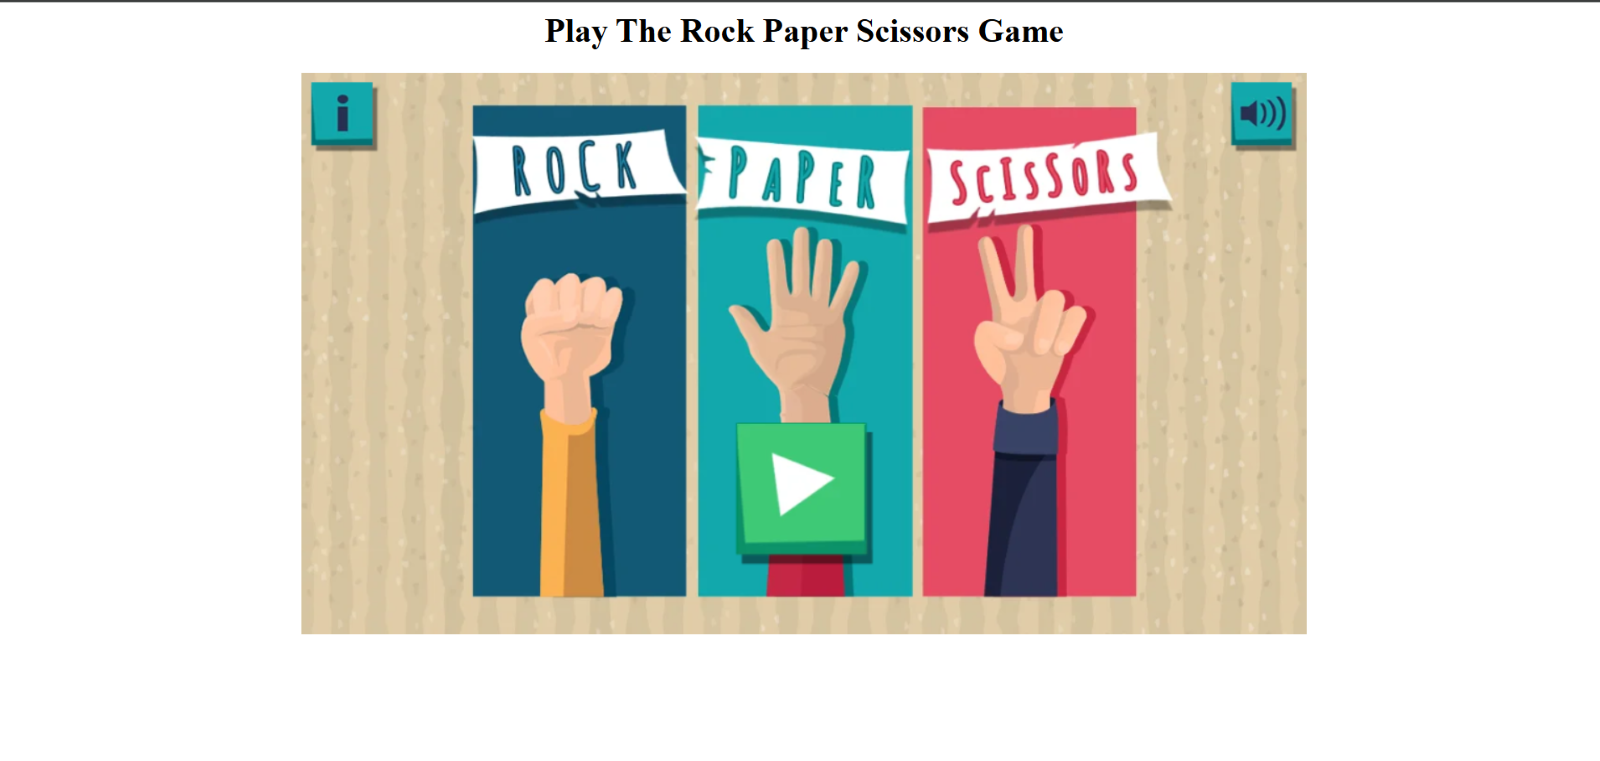 Play The Rock Paper Scissors Game
i
ROCK
PAPER
SCISSORS